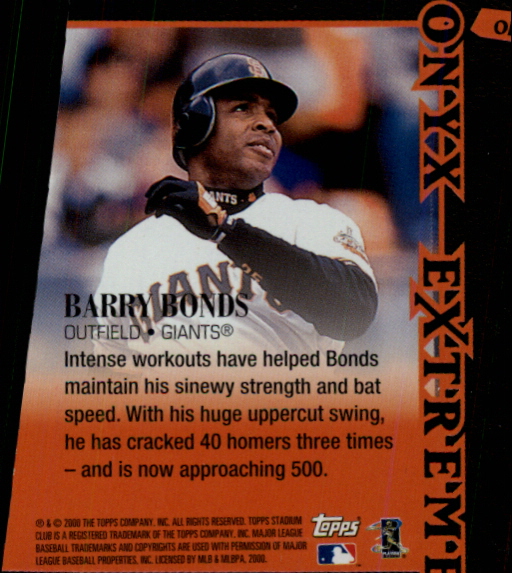 ONYX EXTREME
GIANTS
BARRY BONDS
OUTFIELD • GIANTS®
Intense workouts have helped Bonds
maintain his sinewy strength and bat
speed. With his huge uppercut swing,
he has cracked 40 homers three times
– and is now approaching 500.
® & © 2000 THE TOPPS COMPANY, INC. ALL RIGHTS RESERVED. TOPPS STADIUM
CLUB IS A REGISTERED TRADEMARK OF THE TOPPS COMPANY, INC. MAJOR LEAGUE
BASEBALL TRADEMARKS AND COPYRIGHTS ARE USED WITH PERMISSION OF MAJOR
LEAGUE BASEBALL PROPERTIES, INC. LICENSED BY MLB & MLBPA, 2000.
Topps